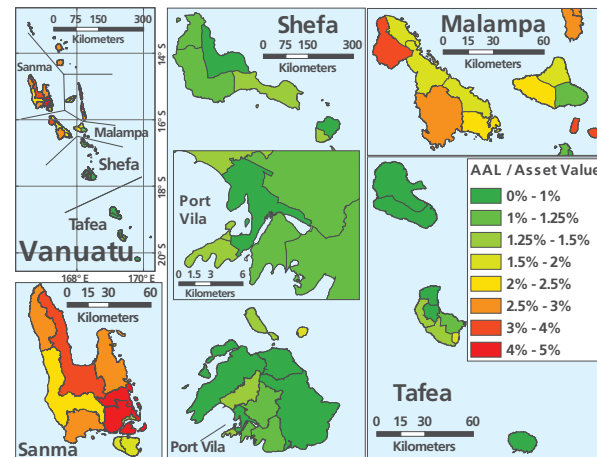 0 75 150 300
Kilometers
14°S
16°S
18°S
20°S
Sanma
Malampa
Shefa
Tafea
Vanuatu
168°E
170°E
Shefa
0 75 150 300
Kilometers
Malampa
0 15 30 60
Kilometers
Port
Vila
0 1.5 3 6
Kilometers
AAL / Asset Value
0% - 1%
1% - 1.25%
1.25% - 1.5%
1.5% - 2%
2% - 2.5%
2.5% - 3%
3% - 4%
4% - 5%
0 15 30 60
Kilometers
Sanma
Port Vila
Tafea
0 15 30 60
Kilometers